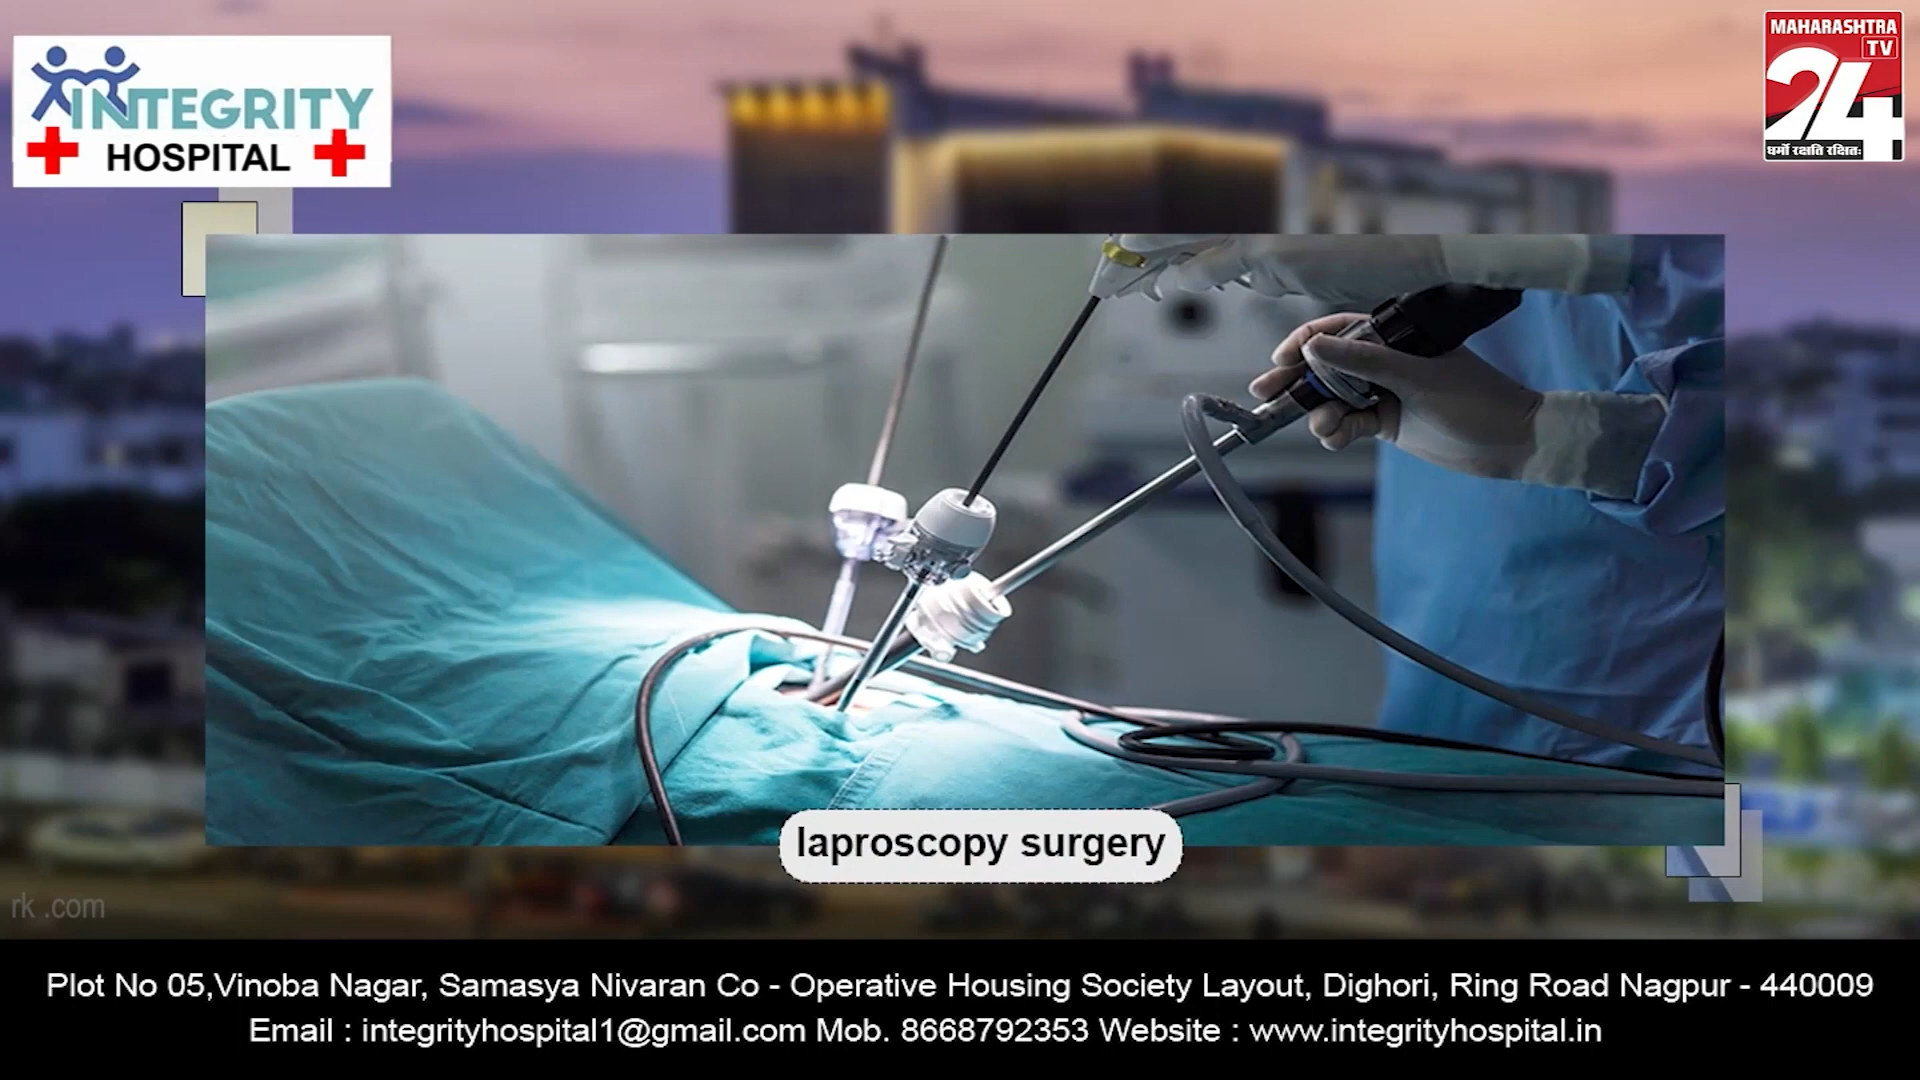 INTEGRITY
HOSPITAL
MAHARASHTRA
TV
24
धर्मो रक्षति रक्षितः
laproscopy surgery
rk .com
Plot No 05,Vinoba Nagar, Samasya Nivaran Co - Operative Housing Society Layout, Dighori, Ring Road Nagpur - 440009
Email : integrityhospital1@gmail.com Mob. 8668792353 Website : www.integrityhospital.in